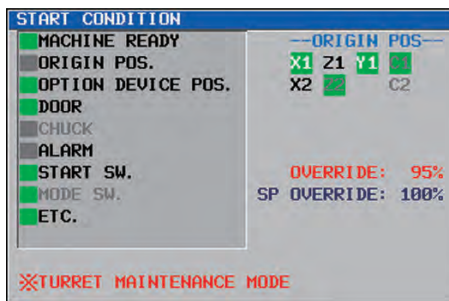 START CONDITION
MACHINE READY
ORIGIN POS.
OPTION DEVICE POS.
DOOR
CHUCK
ALARM
START SW.
MODE SW.
ETC.
--ORIGIN POS--
X1 Z1 Y1 C1
X2 Z2 C2
OVERRIDE: 95%
SP OVERRIDE: 100%
※TURRET MAINTENANCE MODE